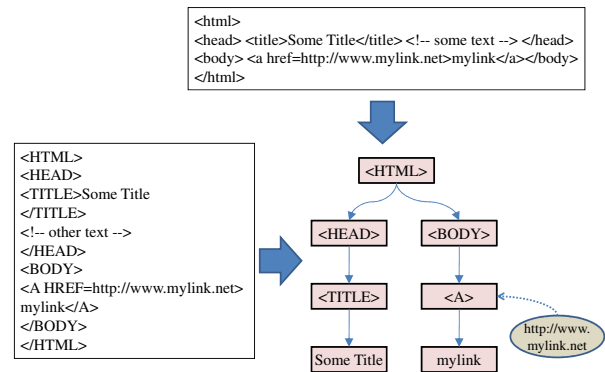 <html>
<head> <title>Some Title</title> <!-- some text --> </head>
<body> <a href=http://www.mylink.net>mylink</a></body>
</html>
<HTML>
<HEAD>
<TITLE>Some Title
</TITLE>
<!-- other text -->
</HEAD>
<BODY>
<A HREF=http://www.mylink.net>
mylink</A>
</BODY>
</HTML>
<HTML>
<HEAD> <BODY>
<TITLE> <A>
http://www.
mylink.net
Some Title mylink